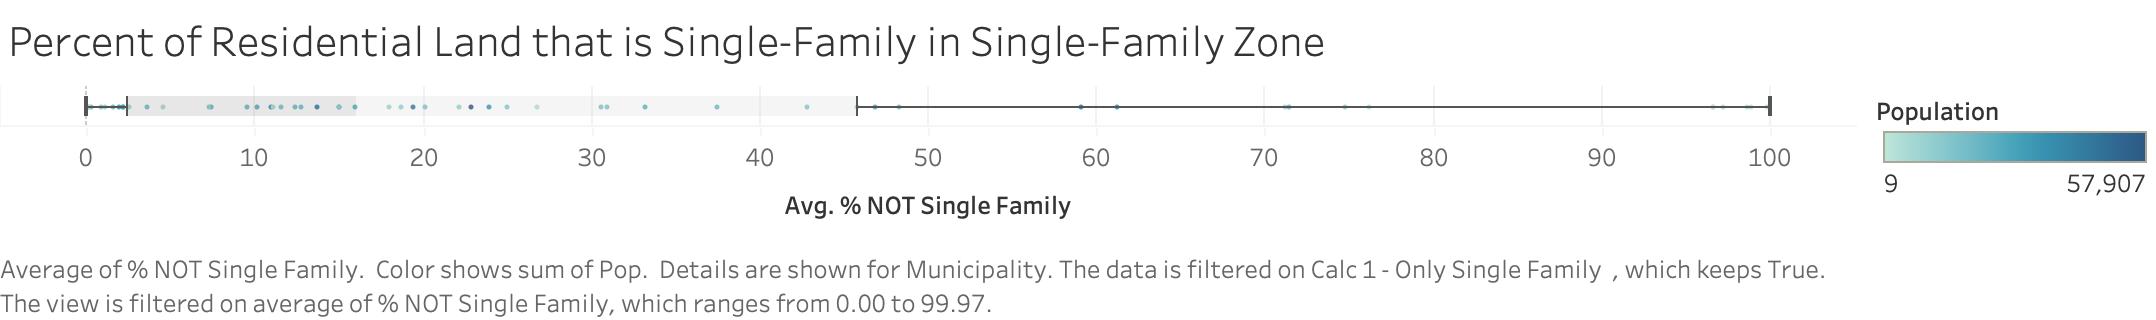 Percent of Residential Land that is Single-Family in Single-Family Zone
0 10 20 30 40 50 60 70 80 90 100
Avg. % NOT Single Family
Population
9 57,907
Average of % NOT Single Family.  Color shows sum of Pop.  Details are shown for Municipality. The data is filtered on Calc 1 - Only Single Family  , which keeps True.
The view is filtered on average of % NOT Single Family, which ranges from 0.00 to 99.97.